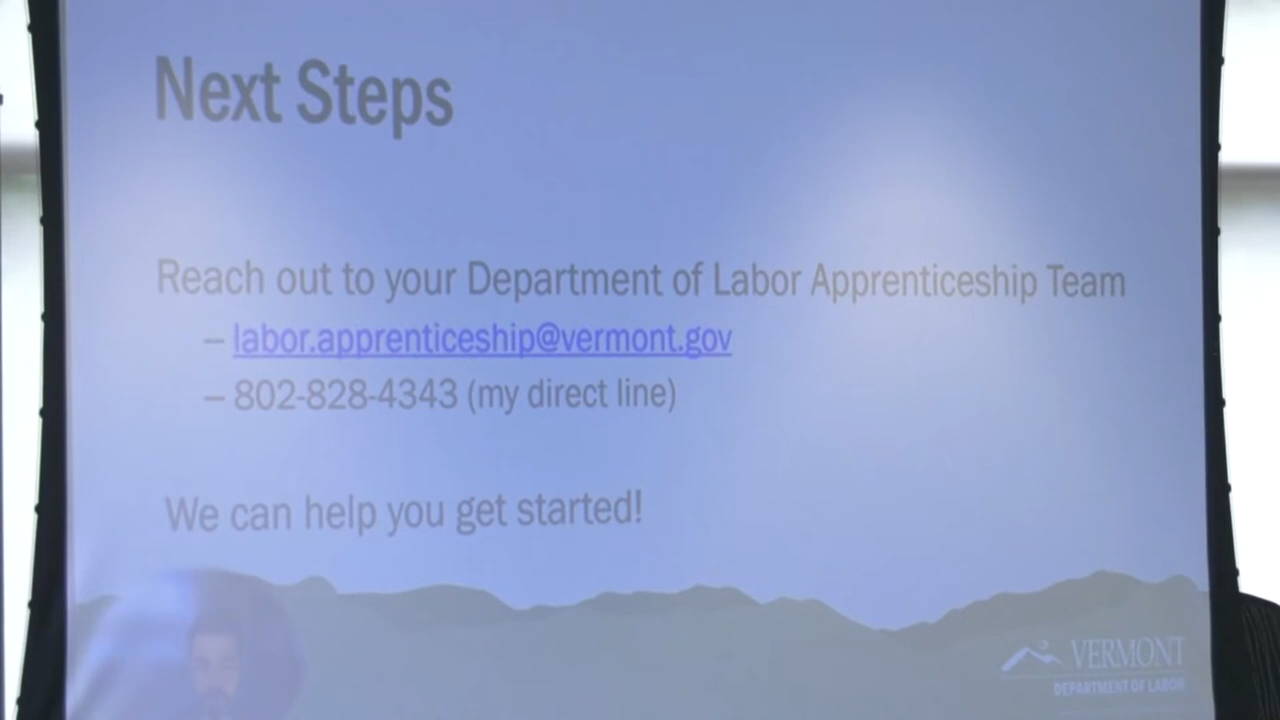 Next Steps
Reach out to your Department of Labor Apprenticeship Team
– labor.apprenticeship@vermont.gov
– 802-828-4343 (my direct line)
We can help you get started!
VERMONT
DEPARTMENT OF LABOR